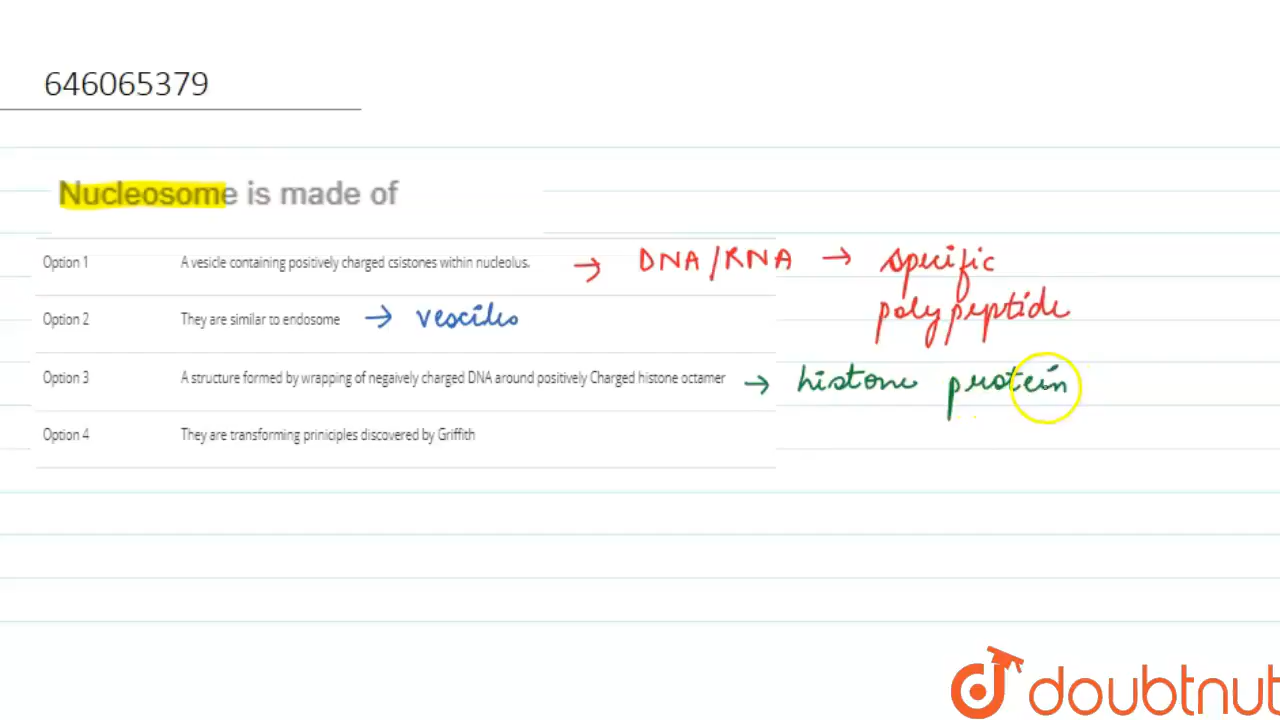 646065379
Nucleosome is made of
Option 1 A vesicle containing positively charged csistones within nucleolus. → DNA/RNA → specific
polypeptide
Option 2 They are similar to endosome → vesciles
Option 3 A structure formed by wrapping of negaively charged DNA around positively Charged histone octamer → histone protein
Option 4 They are transforming priniciples discovered by Griffith
doubtnut